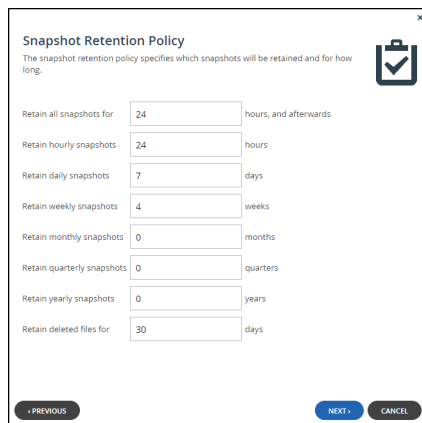 ×
Snapshot Retention Policy
The snapshot retention policy specifies which snapshots will be retained and for how
long.
Retain all snapshots for 24 hours, and afterwards
Retain hourly snapshots 24 hours
Retain daily snapshots 7 days
Retain weekly snapshots 4 weeks
Retain monthly snapshots 0 months
Retain quarterly snapshots 0 quarters
Retain yearly snapshots 0 years
Retain deleted files for 30 days
‹ PREVIOUS NEXT › CANCEL